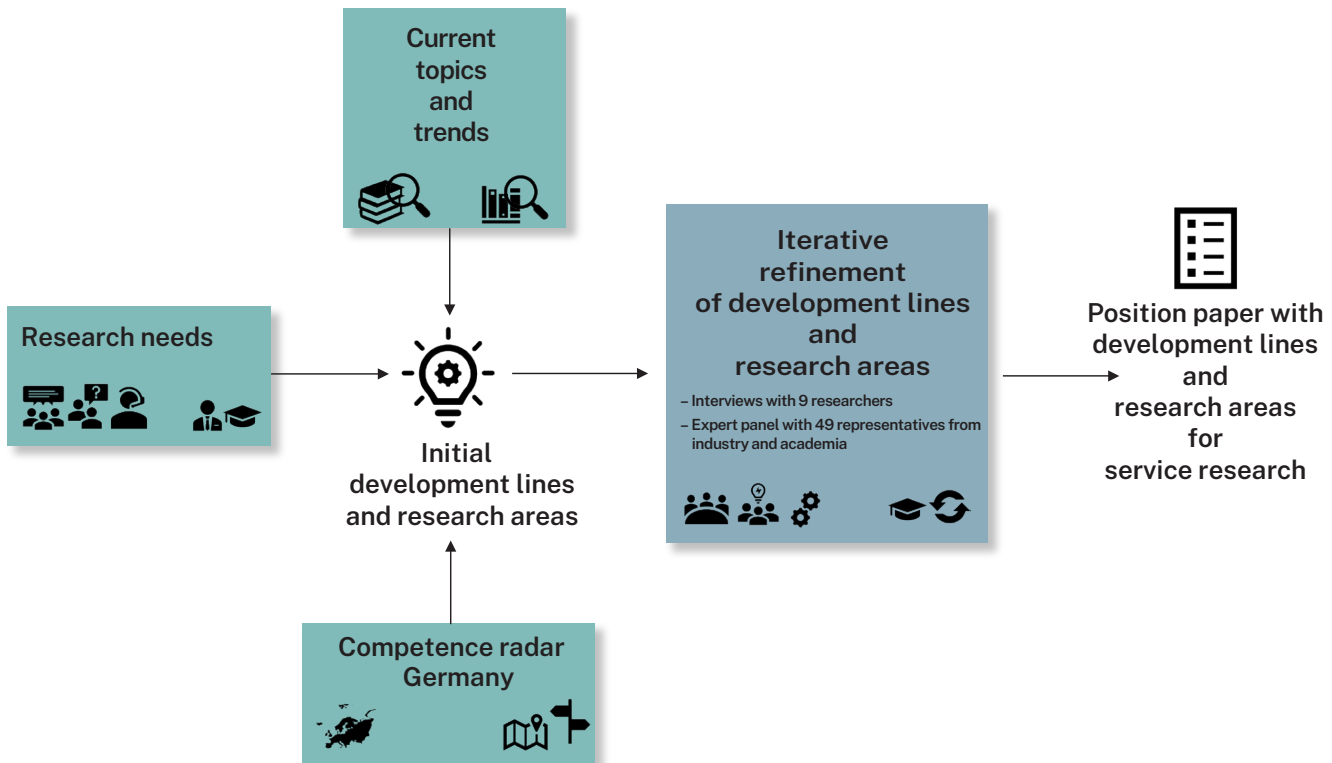 Current
topics
and
trends
Research needs
?
Initial
development lines
and research areas
Competence radar
Germany
Iterative
refinement
of development lines
and
research areas
– Interviews with 9 researchers
– Expert panel with 49 representatives from
industry and academia
Position paper with
development lines
and
research areas
for
service research